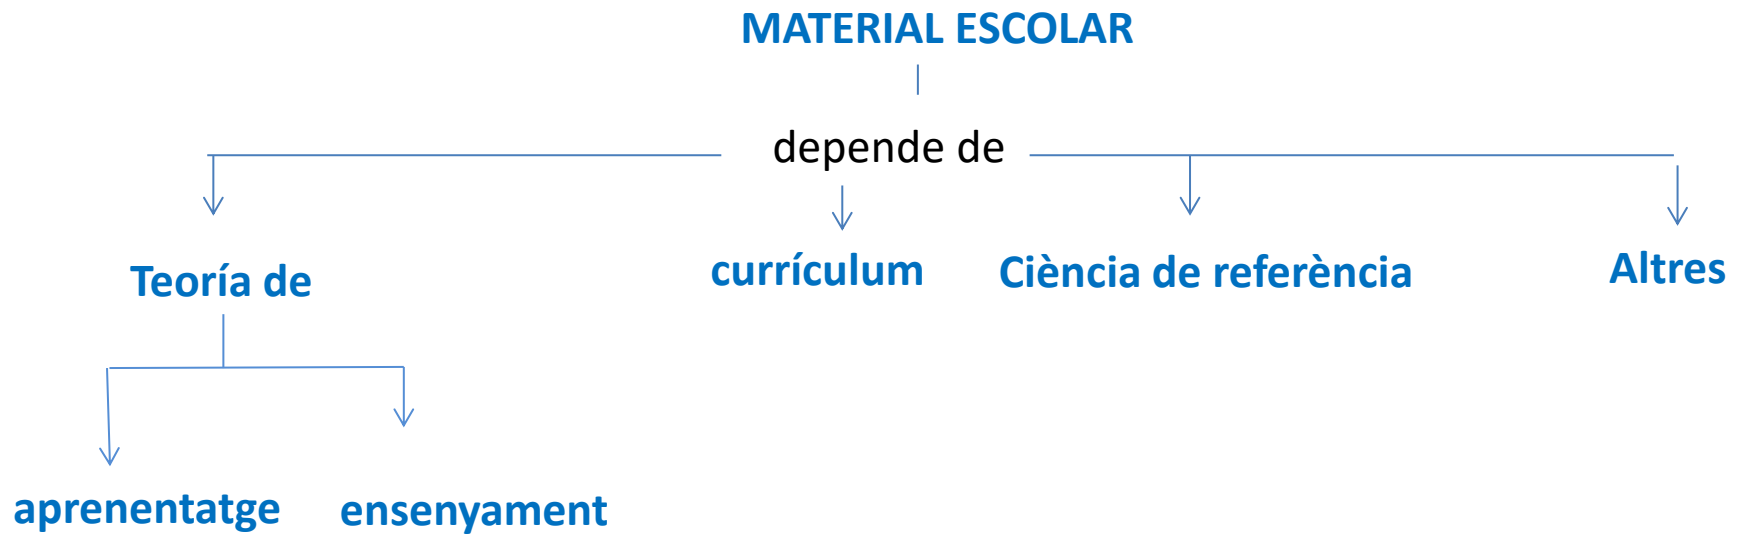 MATERIAL ESCOLAR
depende de
Teoría de
currículum
Ciència de referència
Altres
aprenentatge
ensenyament